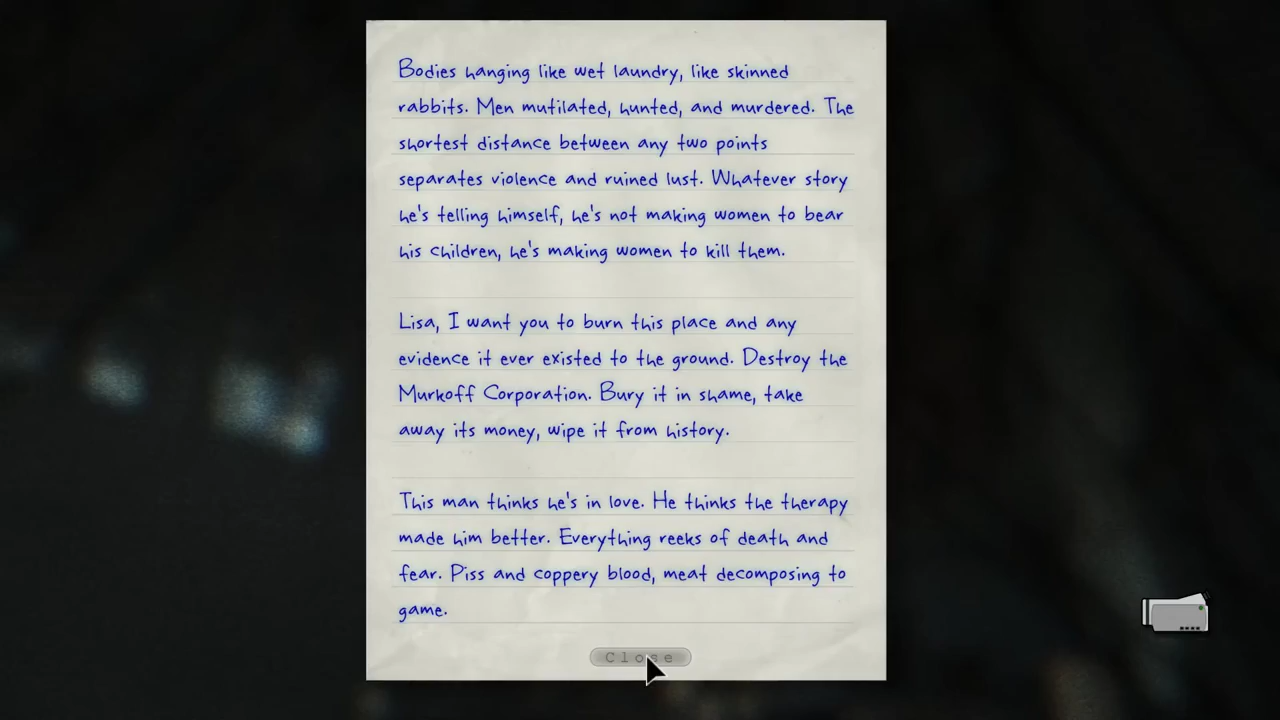 Bodies hanging like wet laundry, like skinned
rabbits. Men mutilated, hunted, and murdered. The
shortest distance between any two points
separates violence and ruined lust. Whatever story
he's telling himself, he's not making women to bear
his children, he's making women to kill them.
Lisa, I want you to burn this place and any
evidence it ever existed to the ground. Destroy the
Murkoff Corporation. Bury it in shame, take
away its money, wipe it from history.
This man thinks he's in love. He thinks the therapy
made him better. Everything reeks of death and
fear. Piss and coppery blood, meat decomposing to
game.
Close